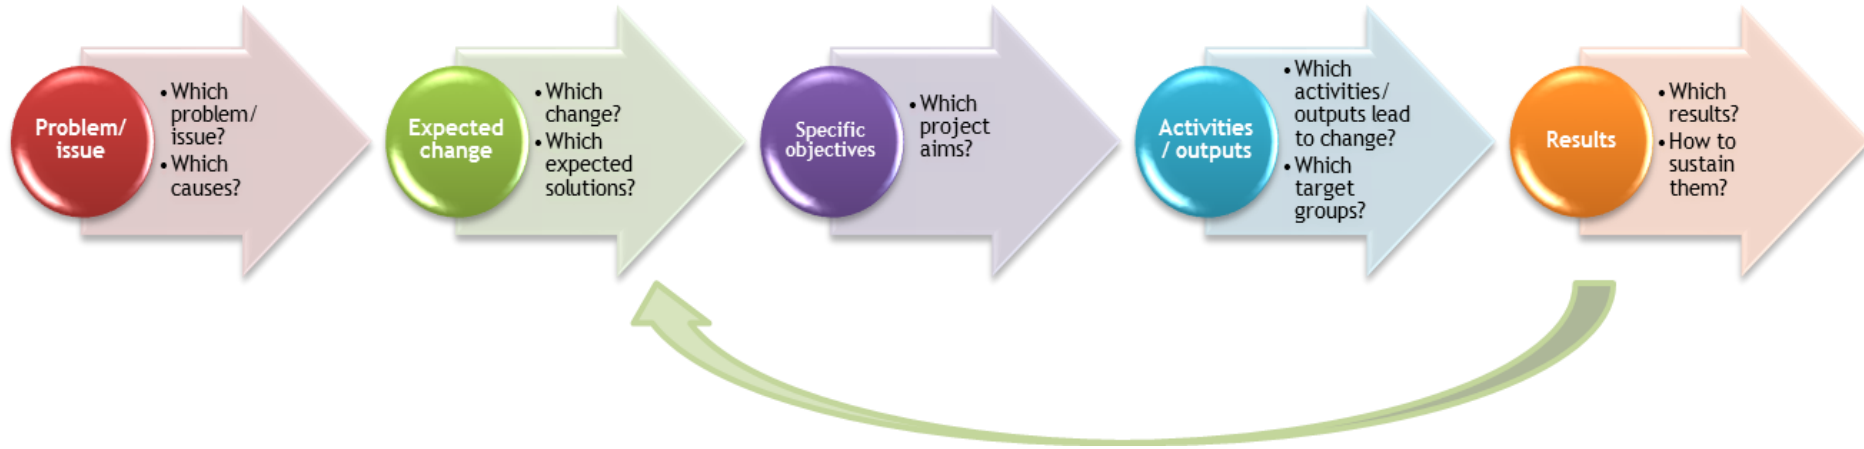 Problem/
issue
• Which
problem/
issue?
• Which
causes?
Expected
change
• Which
change?
• Which
expected
solutions?
Specific
objectives
• Which
project
aims?
Activities
/ outputs
• Which
activities/
outputs lead
to change?
• Which
target
groups?
Results
• Which
results?
• How to
sustain
them?